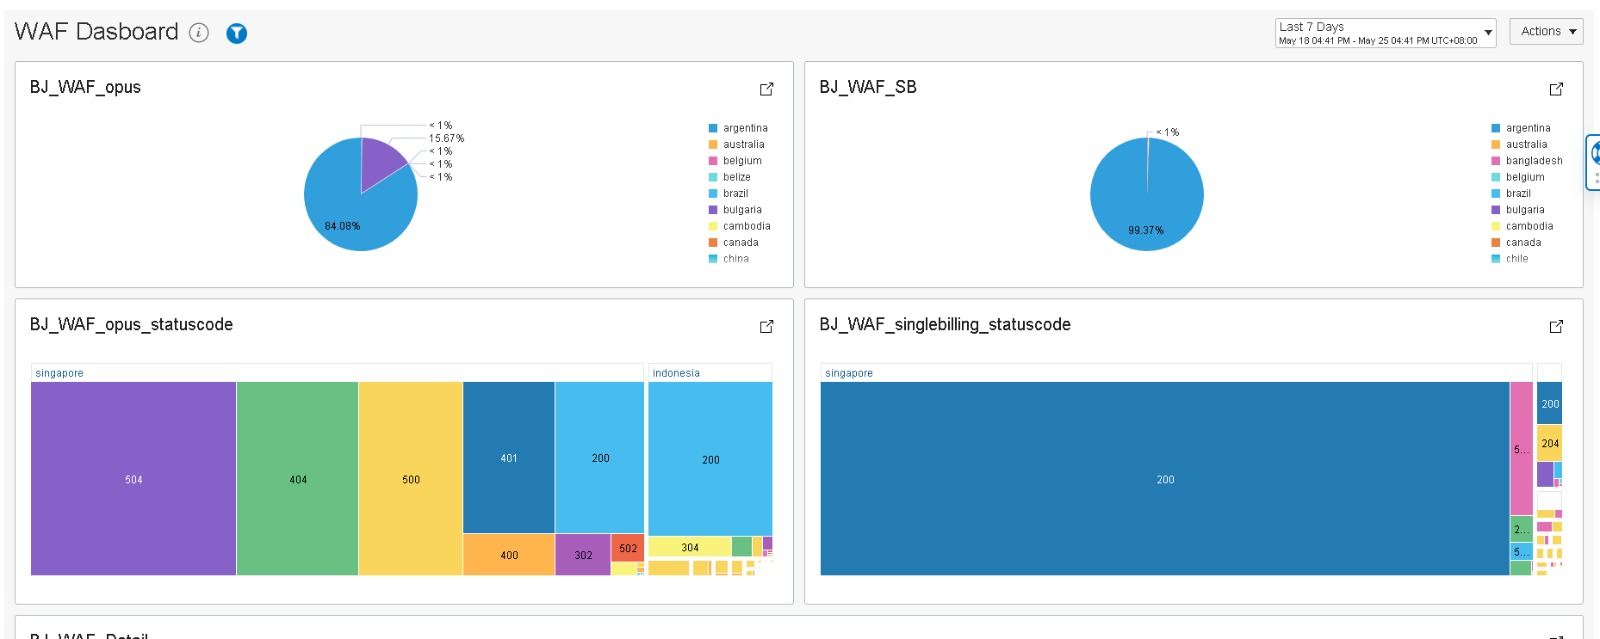 WAF Dasboard
Last 7 Days
May 18 04:41 PM - May 25 04:41 PM UTC+08:00
Actions
BJ_WAF_opus
< 1%
15.67%
< 1%
< 1%
< 1%
84.08%
argentina
australia
belgium
belize
brazil
bulgaria
cambodia
canada
china
BJ_WAF_SB
< 1%
99.37%
argentina
australia
bangladesh
belgium
brazil
bulgaria
cambodia
canada
chile
BJ_WAF_opus_statuscode
singapore
indonesia
504
404
500
401
200
200
400
302
502
304
BJ_WAF_singlebilling_statuscode
singapore
200
5...
2...
5...
200
204
BJ_WAF_Detail